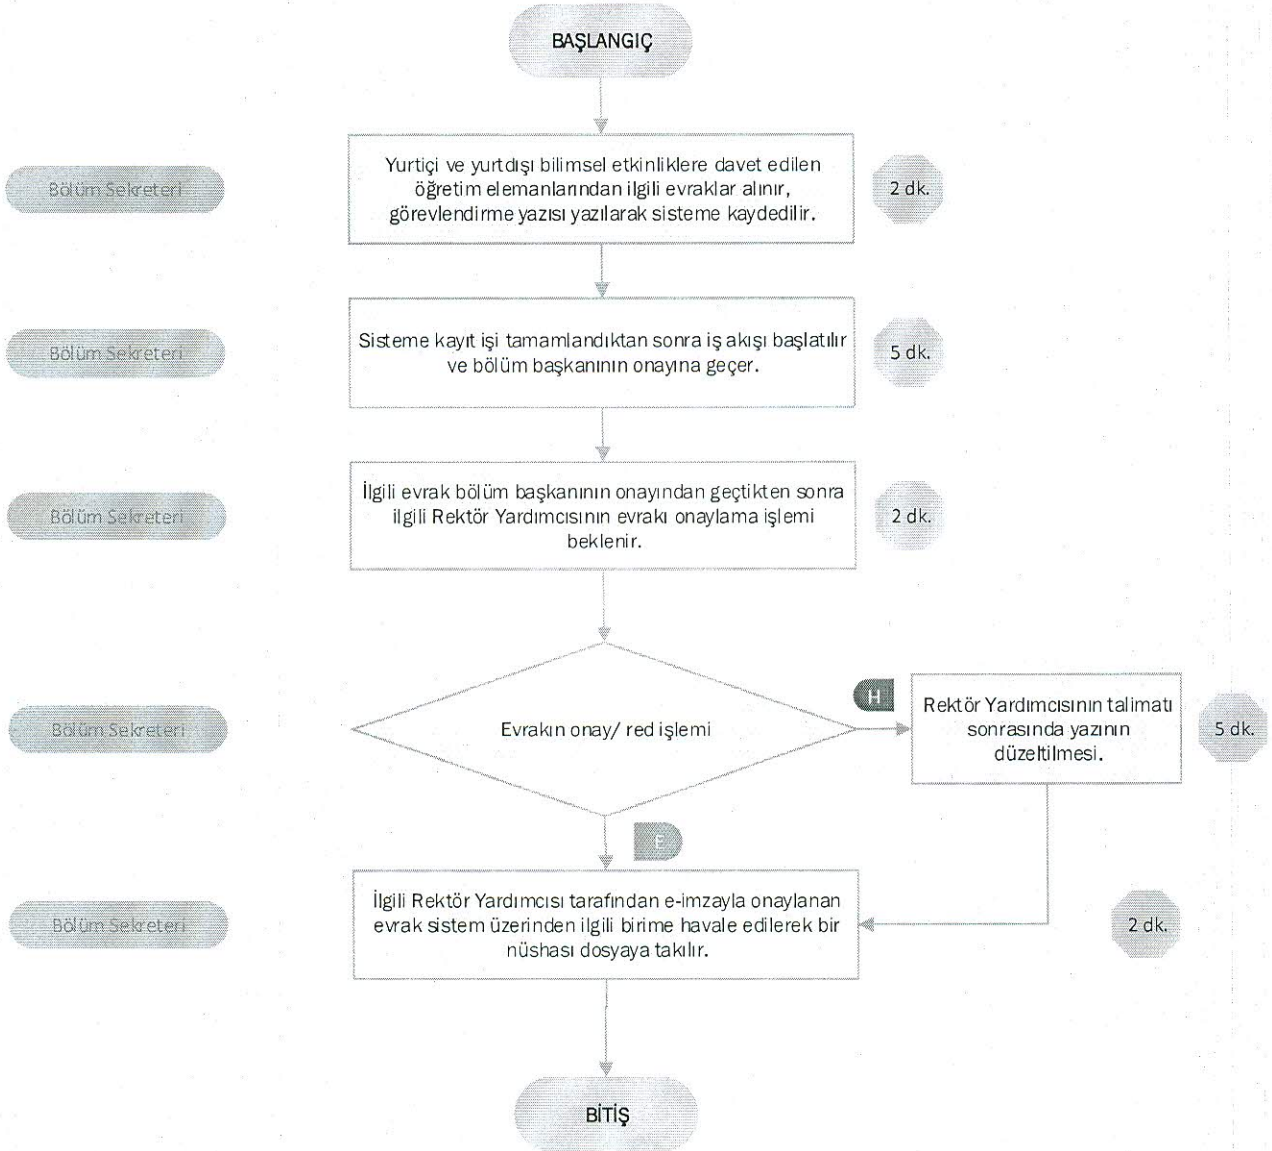 BAŞLANGIÇ
Bölüm Sekreteri
Yurtiçi ve yurtdışı bilimsel etkinliklere davet edilen
öğretim elemanlarından ilgili evraklar alınır,
görevlendirme yazısı yazılarak sisteme kaydedilir.
2 dk.
Bölüm Sekreteri
Sisteme kayıt işi tamamlandıktan sonra iş akışı başlatılır
ve bölüm başkanının onayına geçer.
5 dk.
Bölüm Sekreteri
İlgili evrak bölüm başkanının onayından geçtikten sonra
ilgili Rektör Yardımcısının evrakı onaylama işlemi
beklenir.
2 dk.
Bölüm Sekreteri
Evrakın onay/ red işlemi
H
Rektör Yardımcısının talimatı
sonrasında yazının
düzeltilmesi.
5 dk.
E
Bölüm Sekreteri
İlgili Rektör Yardımcısı tarafından e-imzayla onaylanan
evrak sistem üzerinden ilgili birime havale edilerek bir
nüshası dosyaya takılır.
2 dk.
BİTİŞ